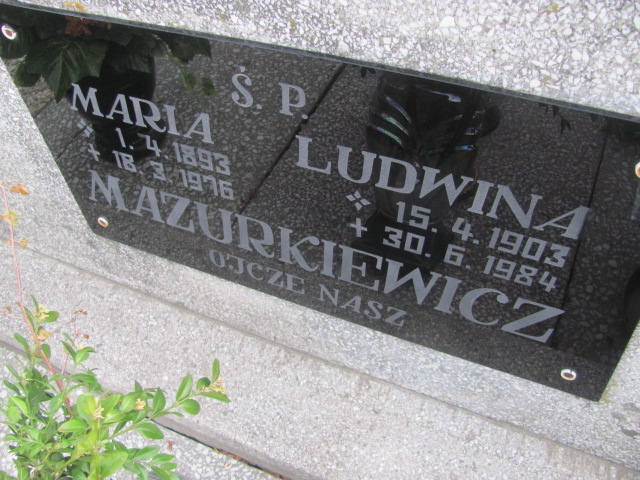 Ś. P.
MARIA
1. 4. 1893
+ 18. 3. 1976
LUDWINA
15. 4. 1903
+ 30. 6. 1984
MAZURKIEWICZ
OJCZE NASZ